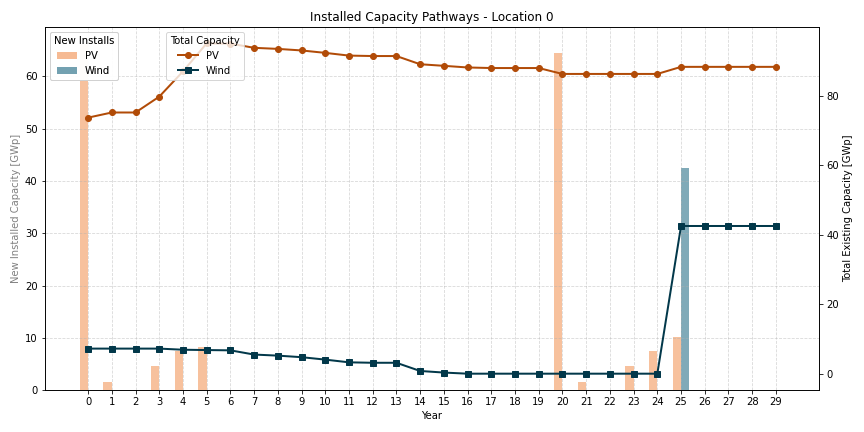 Installed Capacity Pathways - Location 0
New Installs
PV
Wind
Total Capacity
PV
Wind
New Installed Capacity [GWp]
60
50
40
30
20
10
0
80
60
40
20
0
Total Existing Capacity [GWp]
0 1 2 3 4 5 6 7 8 9 10 11 12 13 14 15 16 17 18 19 20 21 22 23 24 25 26 27 28 29
Year